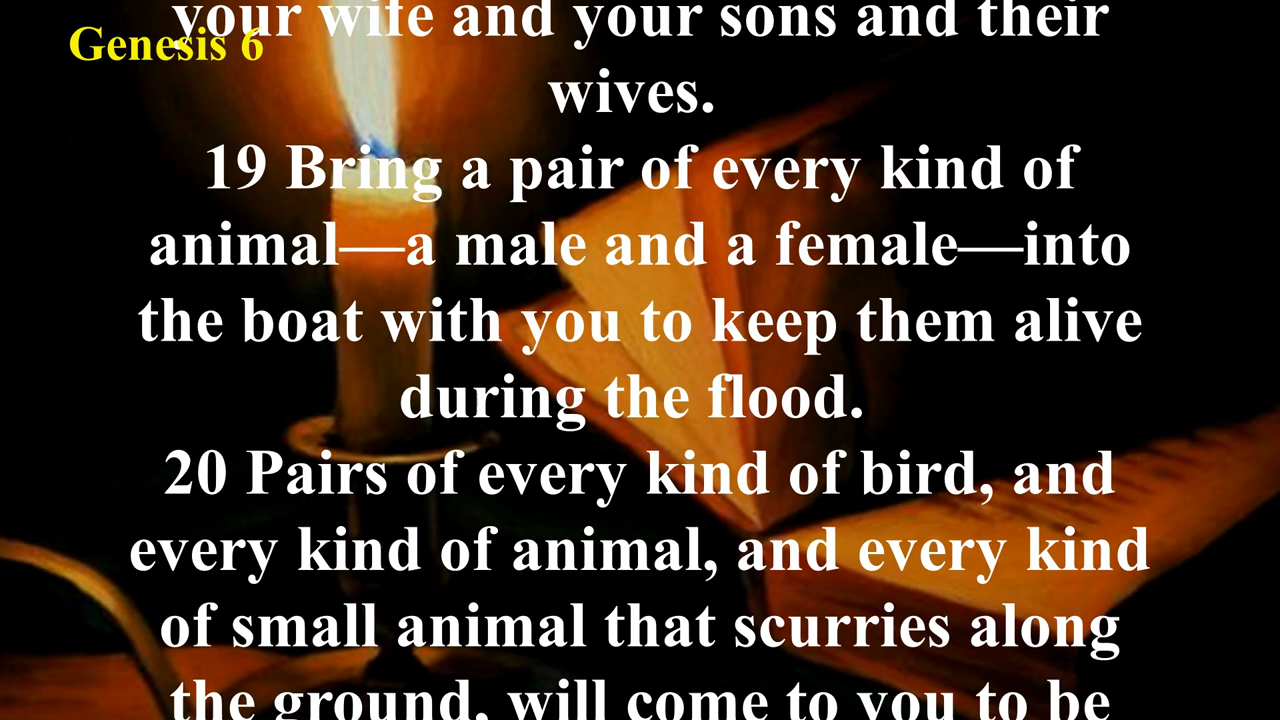 your wife and your sons and their
Genesis 6
wives.
19 Bring a pair of every kind of
animal—a male and a female—into
the boat with you to keep them alive
during the flood.
20 Pairs of every kind of bird, and
every kind of animal, and every kind
of small animal that scurries along
the ground, will come to you to be